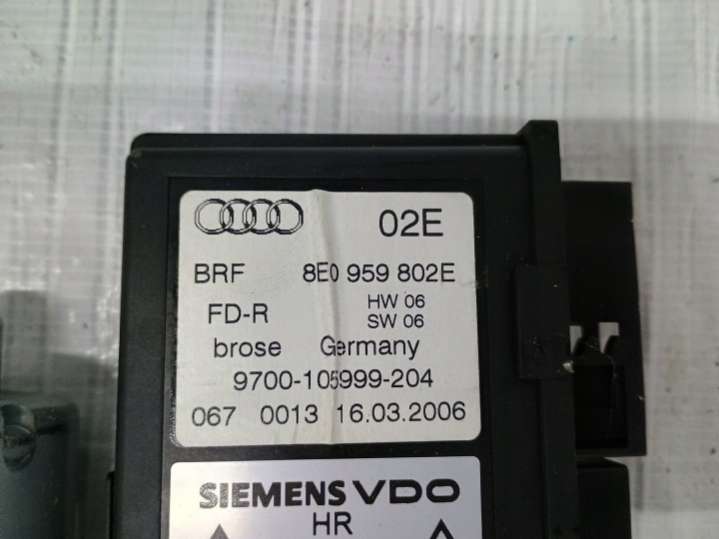 02E
BRF 8E0 959 802E
FD-R HW 06
SW 06
brose Germany
9700-105999-204
067 0013 16.03.2006
SIEMENS VDO
HR